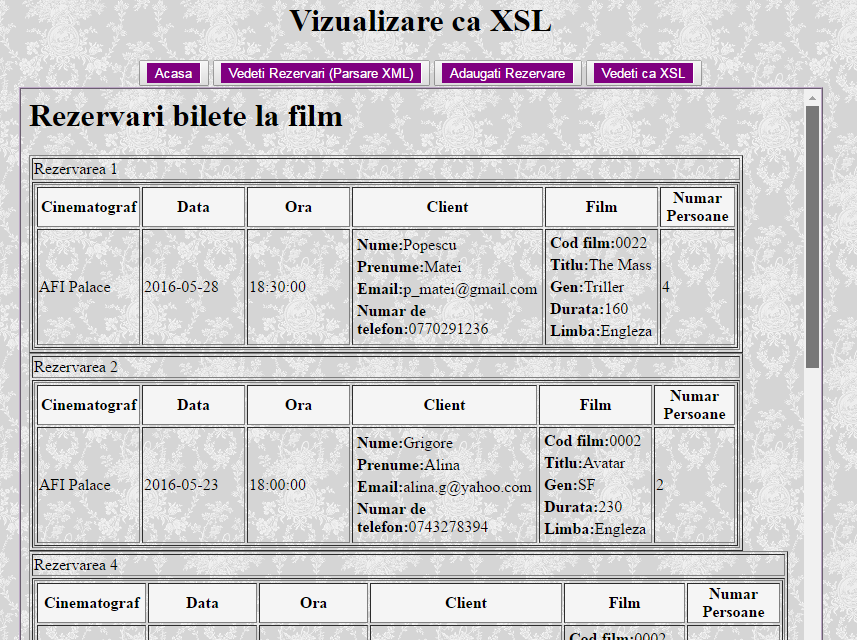 Vizualizare ca XSL
Acasa Vedeti Rezervari (Parsare XML) Adaugati Rezervare Vedeti ca XSL
Rezervari bilete la film
Rezervarea 1
Cinematograf Data Ora Client Film Numar Persoane
AFI Palace 2016-05-28 18:30:00
Nume:Popescu
Prenume:Matei
Email:p_matei@gmail.com
Numar de
telefon:0770291236
Cod film:0022
Titlu:The Mass
Gen:Triller
Durata:160
Limba:Engleza
4
Rezervarea 2
Cinematograf Data Ora Client Film Numar Persoane
AFI Palace 2016-05-23 18:00:00
Nume:Grigore
Prenume:Alina
Email:alina.g@yahoo.com
Numar de
telefon:0743278394
Cod film:0002
Titlu:Avatar
Gen:SF
Durata:230
Limba:Engleza
2
Rezervarea 4
Cinematograf Data Ora Client Film Numar Persoane
Cod film:0002